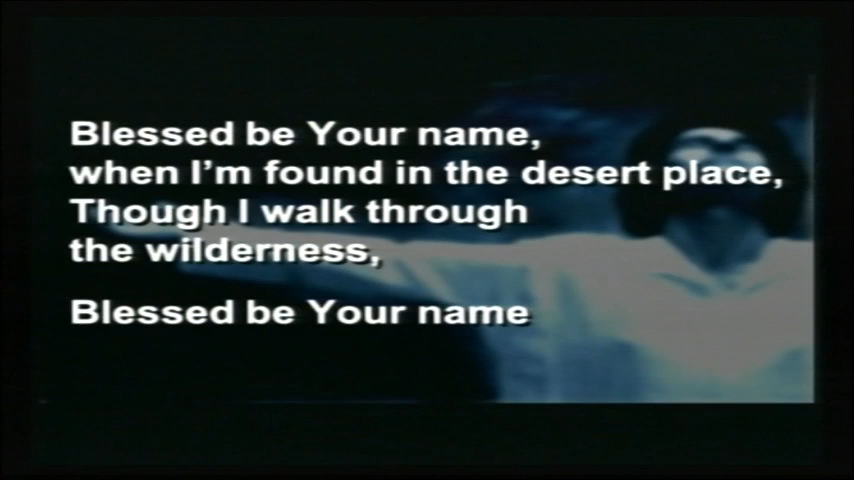 Blessed be Your name,
when I’m found in the desert place,
Though I walk through
the wilderness,
Blessed be Your name